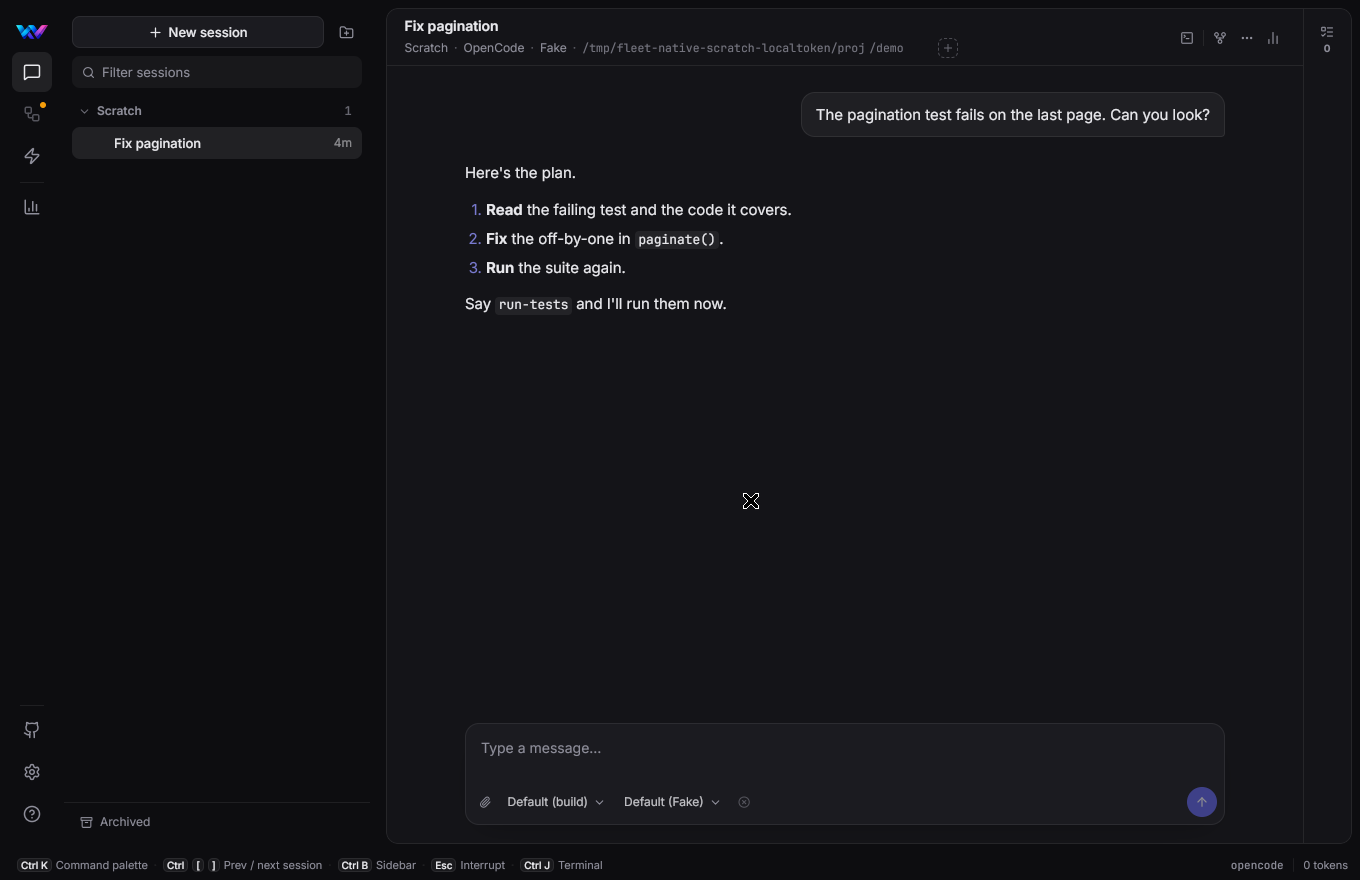 New session
Filter sessions
Scratch 1
Fix pagination 4m
Archived
Fix pagination
Scratch · OpenCode · Fake · /tmp/fleet-native-scratch-localtoken/proj /demo
0
The pagination test fails on the last page. Can you look?
Here's the plan.
1. Read the failing test and the code it covers.
2. Fix the off-by-one in paginate().
3. Run the suite again.
Say run-tests and I'll run them now.
Type a message...
Default (build) Default (Fake)
Ctrl K Command palette · Ctrl [ ] Prev / next session · Ctrl B Sidebar · Esc Interrupt · Ctrl J Terminal opencode 0 tokens